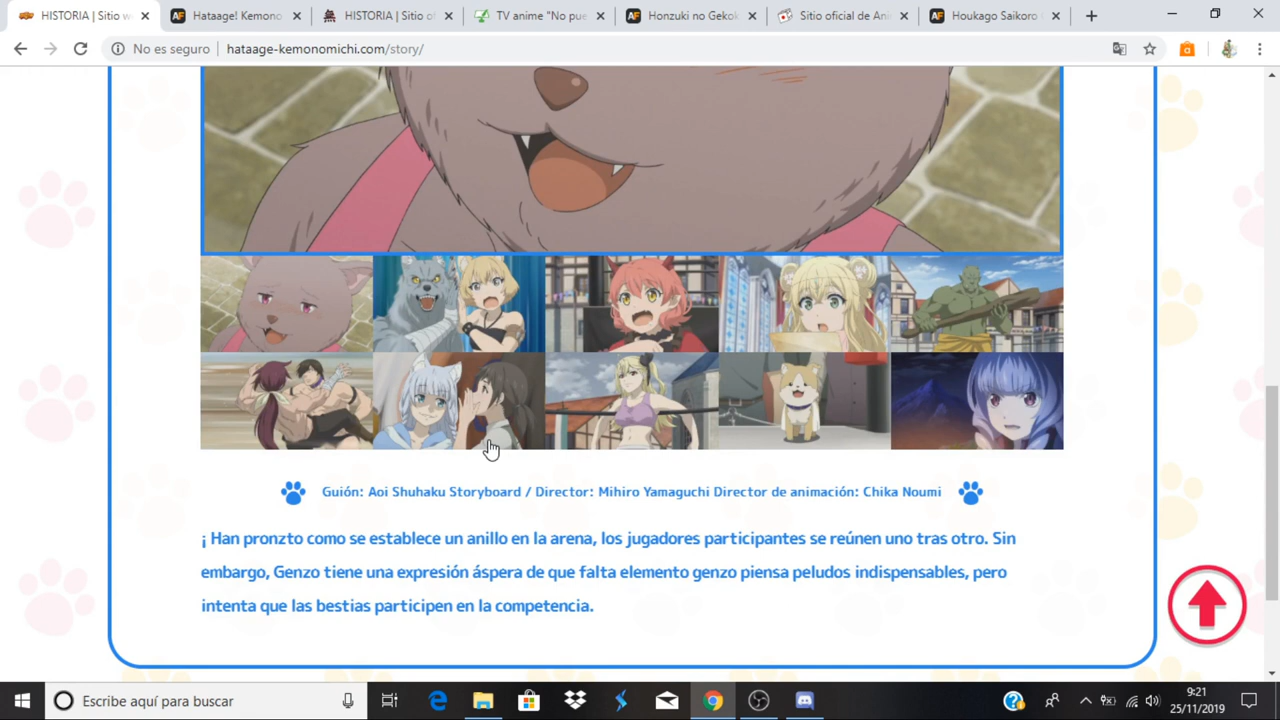 HISTORIA | Sitio w
Hataage! Kemono
HISTORIA | Sitio o
TV anime "No pue
Honzuki no Gekok
Sitio oficial de Ani
Houkago Saikoro
No es seguro
hataage-kemonomichi.com/story/
Guión: Aoi Shuhaku Storyboard / Director: Mihiro Yamaguchi Director de animación: Chika Noumi
¡ Han pronzto como se establece un anillo en la arena, los jugadores participantes se reúnen uno tras otro. Sin
embargo, Genzo tiene una expresión áspera de que falta elemento genzo piensa peludos indispensables, pero
intenta que las bestias participen en la competencia.
Escribe aquí para buscar
9:21
25/11/2019